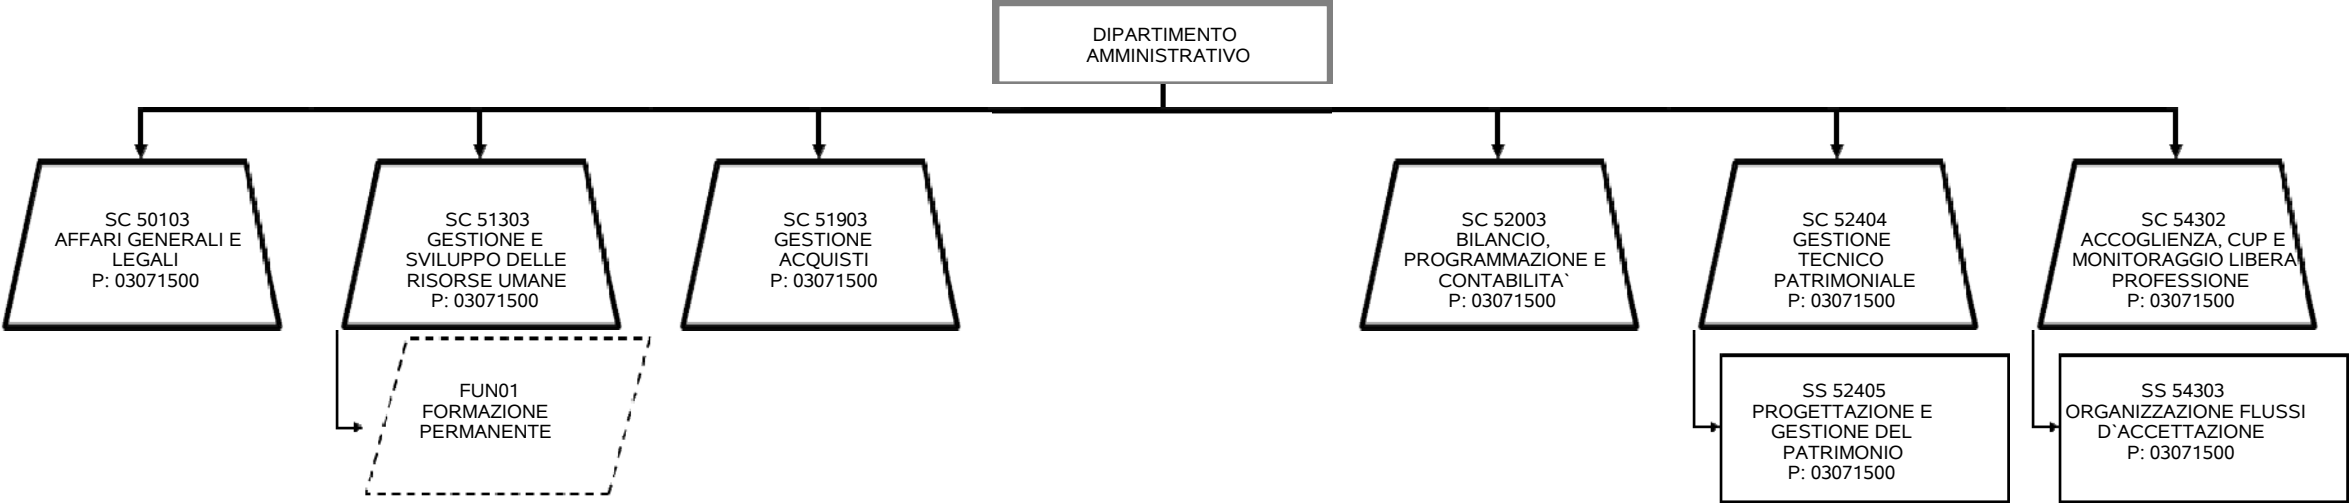 DIPARTIMENTO
AMMINISTRATIVO
SC 50103
AFFARI GENERALI E
LEGALI
P: 03071500
SC 51303
GESTIONE E
SVILUPPO DELLE
RISORSE UMANE
P: 03071500
SC 51903
GESTIONE
ACQUISTI
P: 03071500
SC 52003
BILANCIO,
PROGRAMMAZIONE E
CONTABILITA`
P: 03071500
SC 52404
GESTIONE
TECNICO
PATRIMONIALE
P: 03071500
SC 54302
ACCOGLIENZA, CUP E
MONITORAGGIO LIBERA
PROFESSIONE
P: 03071500
FUN01
FORMAZIONE
PERMANENTE
SS 52405
PROGETTAZIONE E
GESTIONE DEL
PATRIMONIO
P: 03071500
SS 54303
ORGANIZZAZIONE FLUSSI
D`ACCETTAZIONE
P: 03071500